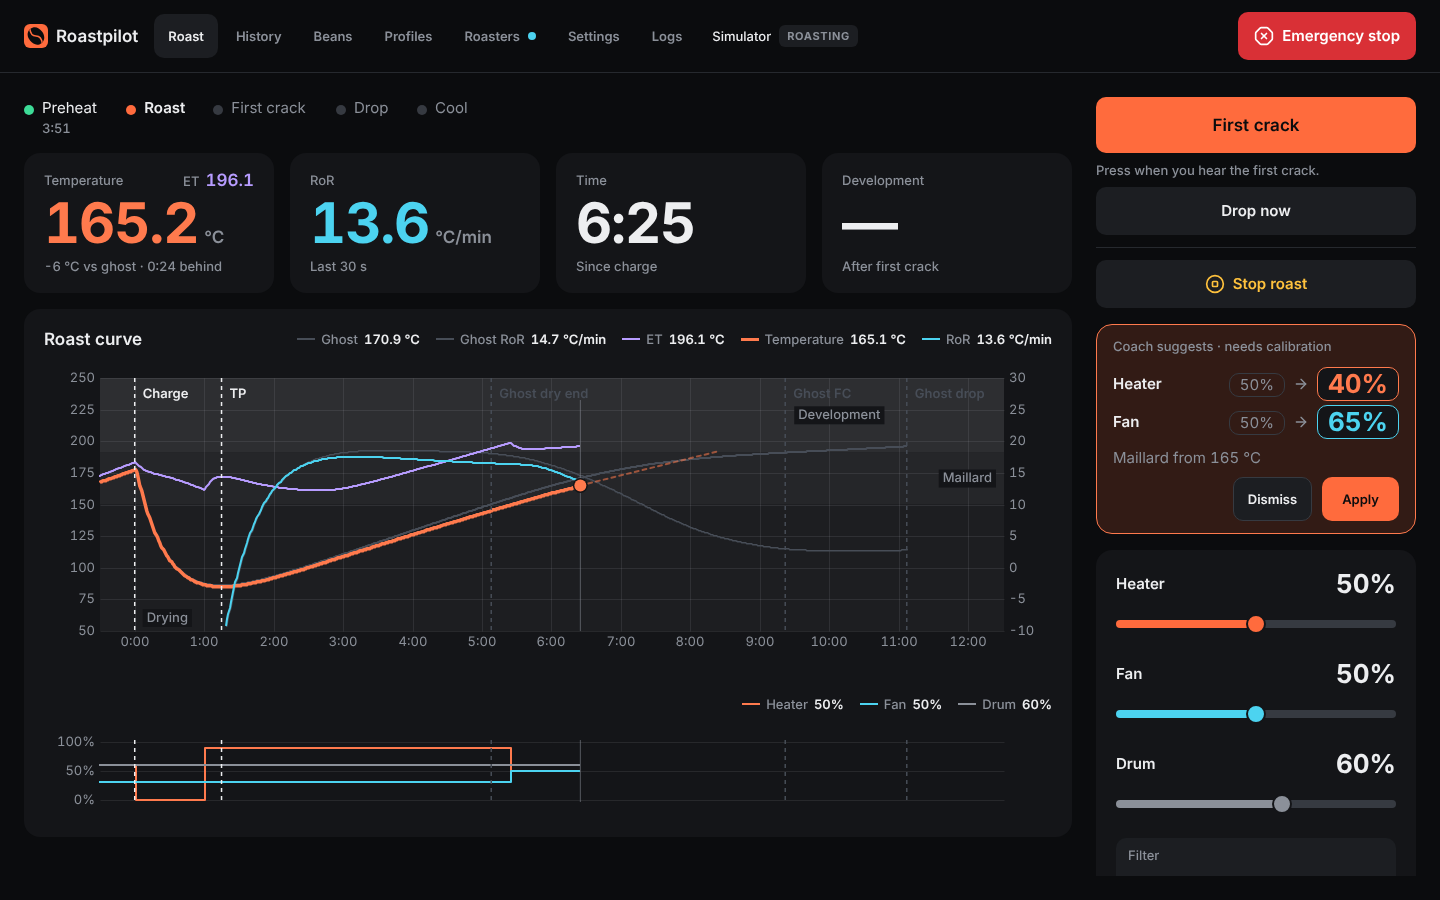 Roastpilot
Roast
History
Beans
Profiles
Roasters
Settings
Logs
Simulator
ROASTING
Emergency stop
Preheat
3:51
Roast
First crack
Drop
Cool
Temperature
ET 196.1
165.2 °C
-6 °C vs ghost · 0:24 behind
RoR
13.6 °C/min
Last 30 s
Time
6:25
Since charge
Development
—
After first crack
First crack
Press when you hear the first crack.
Drop now
Stop roast
Coach suggests · needs calibration
Heater 50% → 40%
Fan 50% → 65%
Maillard from 165 °C
Dismiss
Apply
Roast curve
Ghost 170.9 °C
Ghost RoR 14.7 °C/min
ET 196.1 °C
Temperature 165.1 °C
RoR 13.6 °C/min
250
225
200
175
150
125
100
75
50
Charge
TP
Ghost dry end
Ghost FC
Ghost drop
Development
Maillard
Drying
30
25
20
15
10
5
0
-5
-10
0:00
1:00
2:00
3:00
4:00
5:00
6:00
7:00
8:00
9:00
10:00
11:00
12:00
Heater 50%
Fan 50%
Drum 60%
100%
50%
0%
Heater 50%
Fan 50%
Drum 60%
Filter